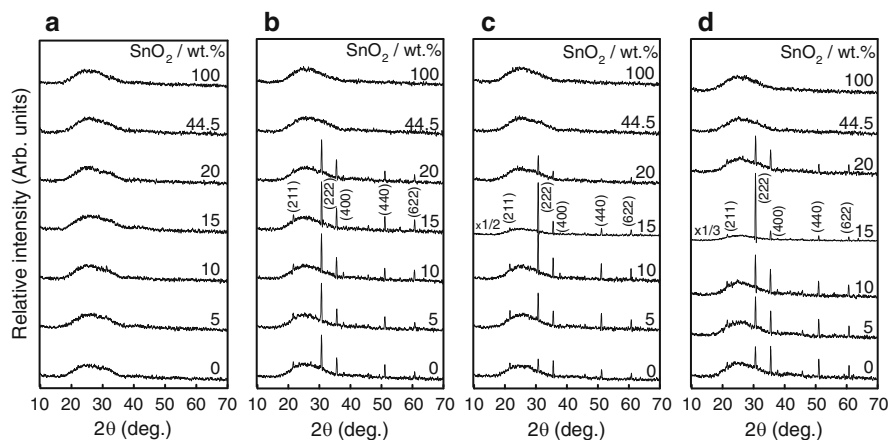 a b c d
Relative intensity (Arb. units)
SnO2 / wt.%
100
44.5
20
15
10
5
0
10 20 30 40 50 60 70
2θ (deg.)
SnO2 / wt.%
100
44.5
20
(211) (222) (400) (440) (622)
15
10
5
0
10 20 30 40 50 60 70
2θ (deg.)
SnO2 / wt.%
100
44.5
20
x1/2 (211) (222) (400) (440) (622)
15
10
5
0
10 20 30 40 50 60 70
2θ (deg.)
SnO2 / wt.%
100
44.5
20
x1/3 (211) (222) (400) (440) (622)
15
10
5
0
10 20 30 40 50 60 70
2θ (deg.)